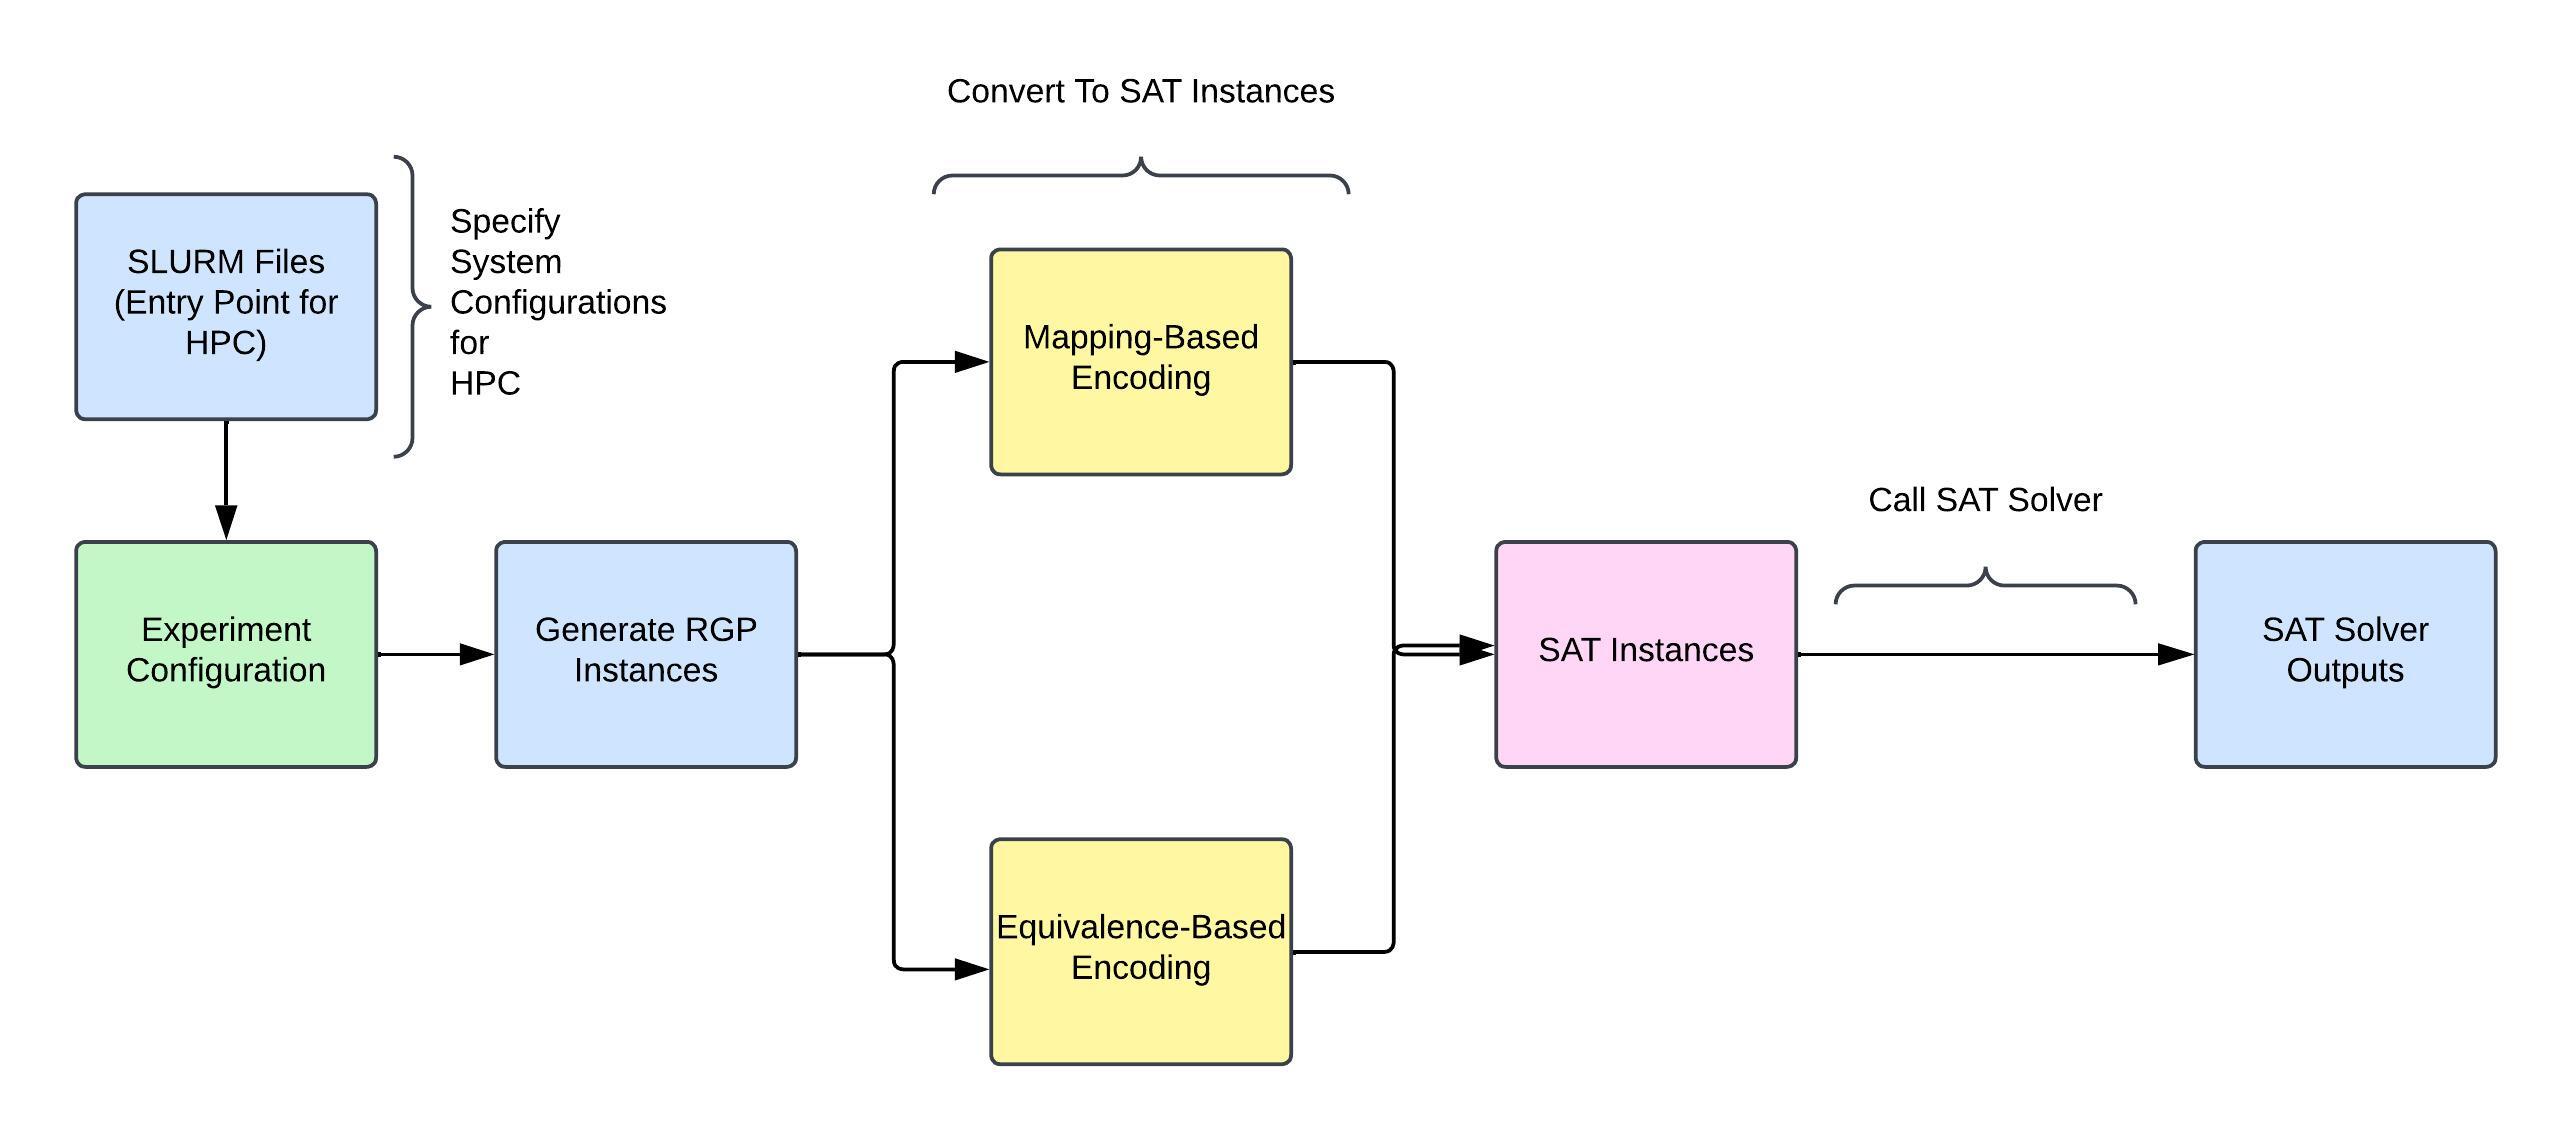 Convert To SAT Instances
SLURM Files
(Entry Point for
HPC)
Specify
System
Configurations
for
HPC
Mapping-Based
Encoding
Call SAT Solver
Experiment
Configuration
Generate RGP
Instances
SAT Instances
SAT Solver
Outputs
Equivalence-Based
Encoding